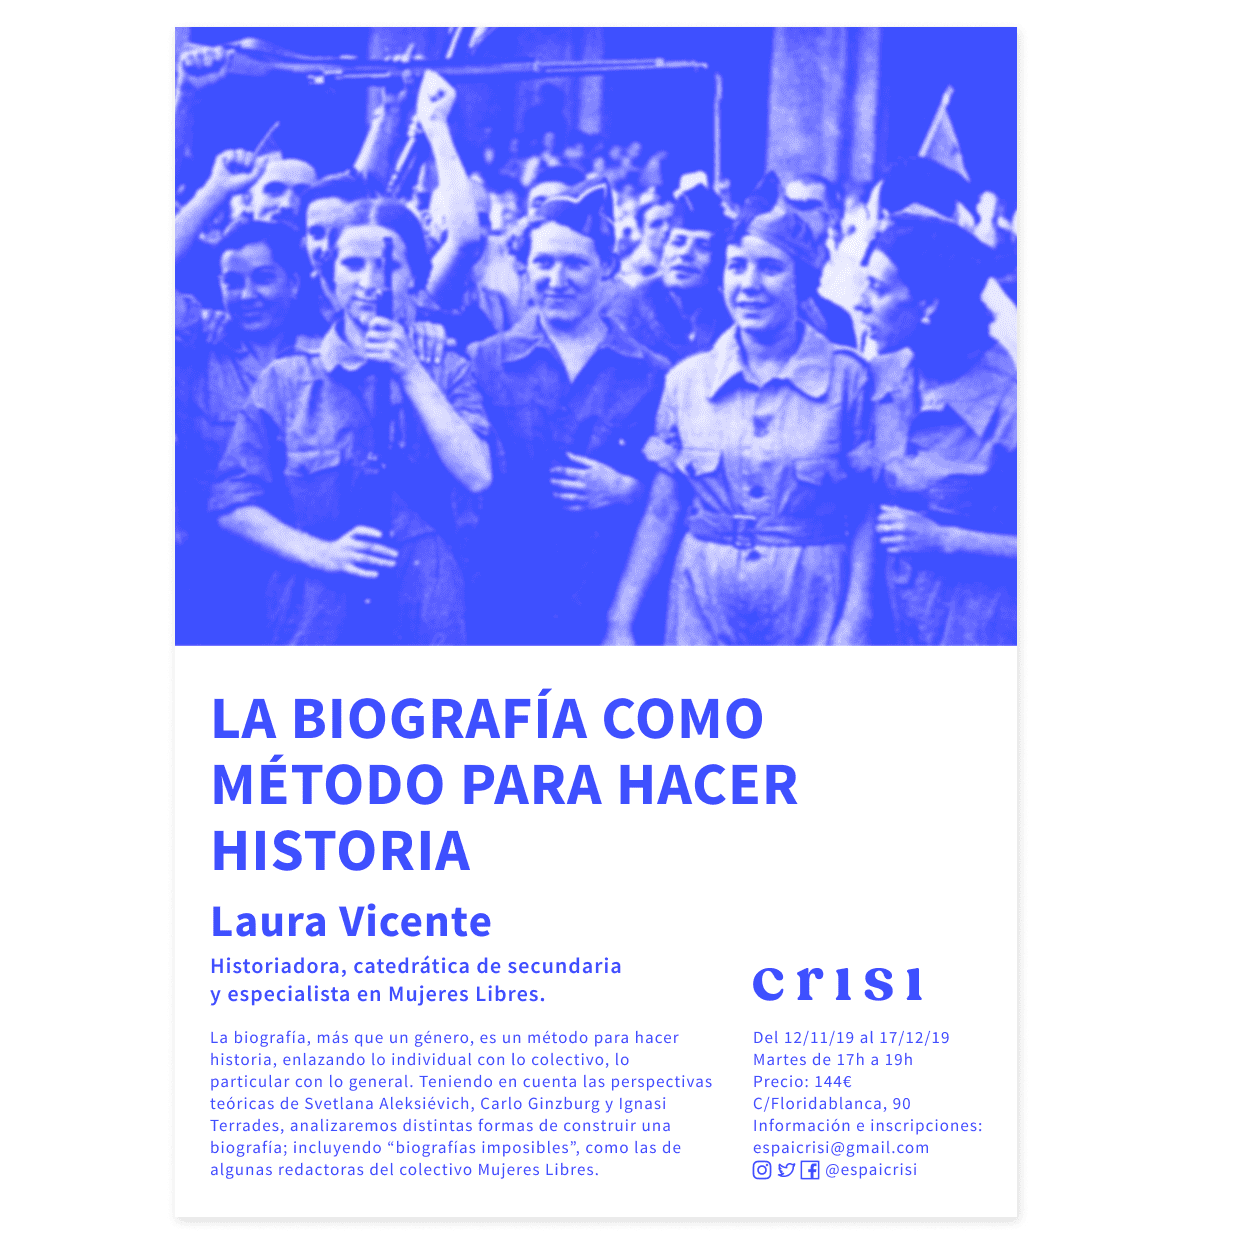 LA BIOGRAFÍA COMO
MÉTODO PARA HACER
HISTORIA
Laura Vicente
Historiadora, catedrática de secundaria
y especialista en Mujeres Libres.
La biografía, más que un género, es un método para hacer
historia, enlazando lo individual con lo colectivo, lo
particular con lo general. Teniendo en cuenta las perspectivas
teóricas de Svetlana Aleksiévich, Carlo Ginzburg y Ignasi
Terrades, analizaremos distintas formas de construir una
biografía; incluyendo “biografías imposibles”, como las de
algunas redactoras del colectivo Mujeres Libres.
crisi
Del 12/11/19 al 17/12/19
Martes de 17h a 19h
Precio: 144€
C/Floridablanca, 90
Información e inscripciones:
espaicrisi@gmail.com
@espaicrisi